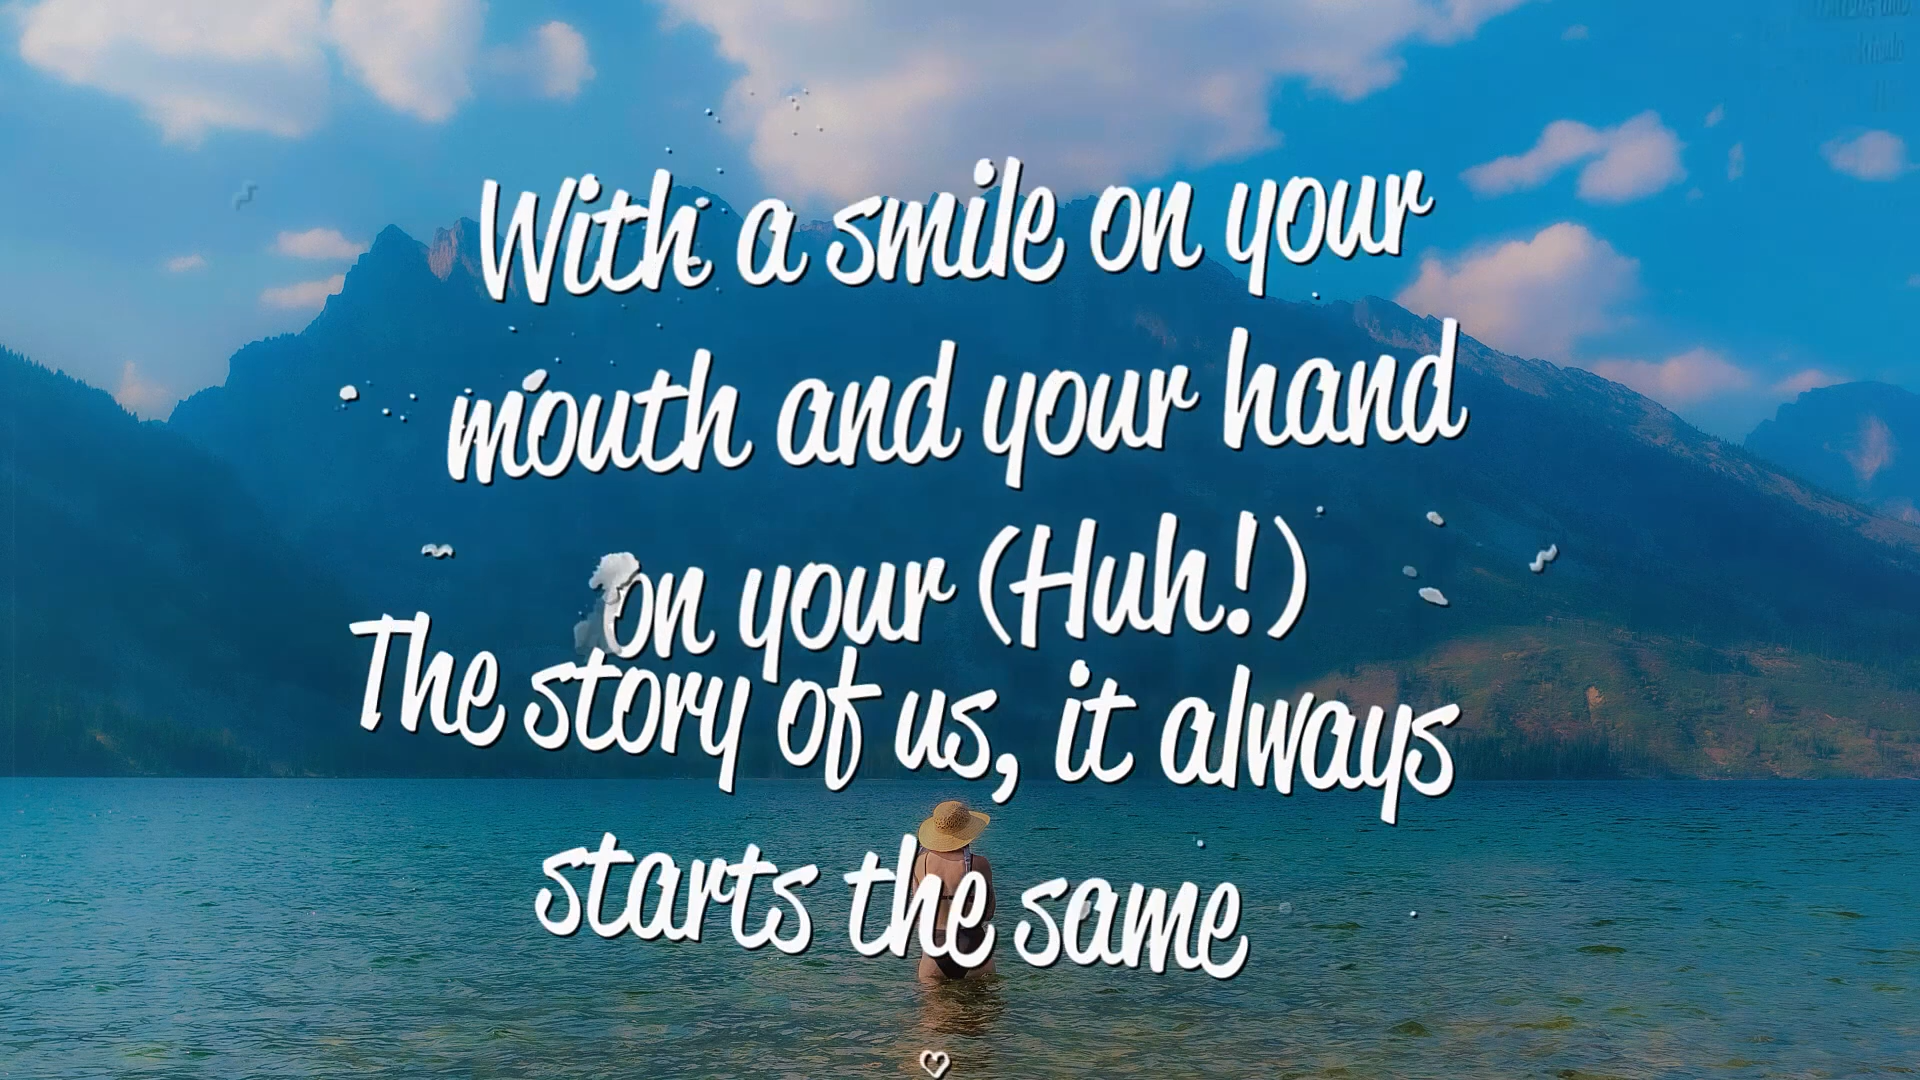 With a smile on your
mouth and your hand
on your (Huh!)
The story of us, it always
starts the same